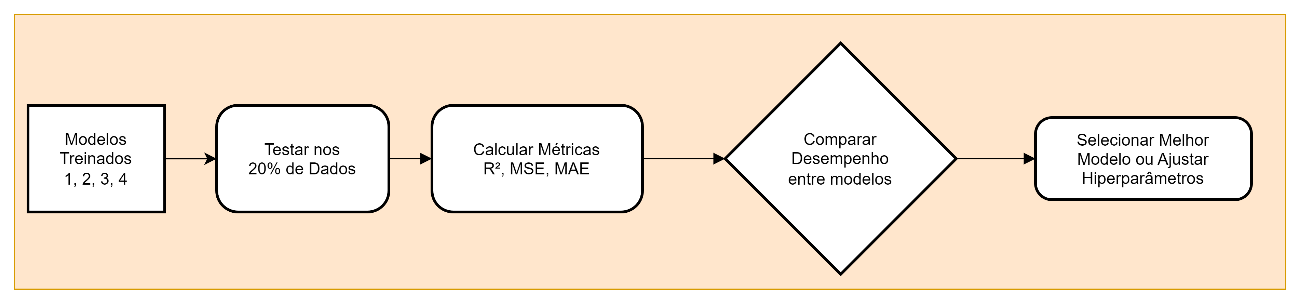 Modelos
Treinados
1, 2, 3, 4
Testar nos
20% de Dados
Calcular Métricas
R², MSE, MAE
Comparar
Desempenho
entre modelos
Selecionar Melhor
Modelo ou Ajustar
Hiperparâmetros